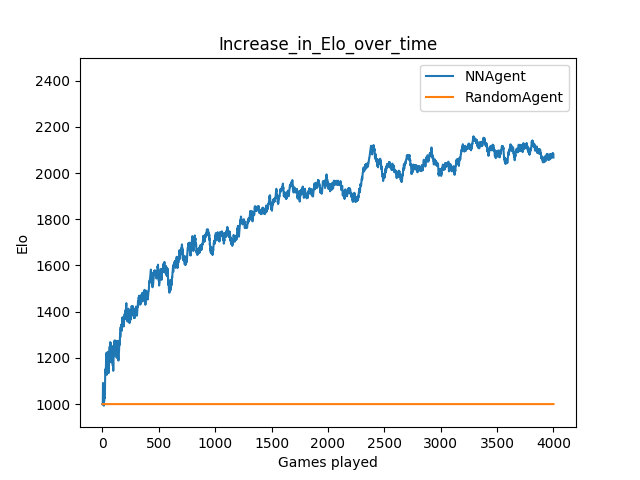 Increase_in_Elo_over_time
NNAgent
RandomAgent
2400
2200
2000
1800
1600
1400
1200
1000
Elo
0 500 1000 1500 2000 2500 3000 3500 4000
Games played